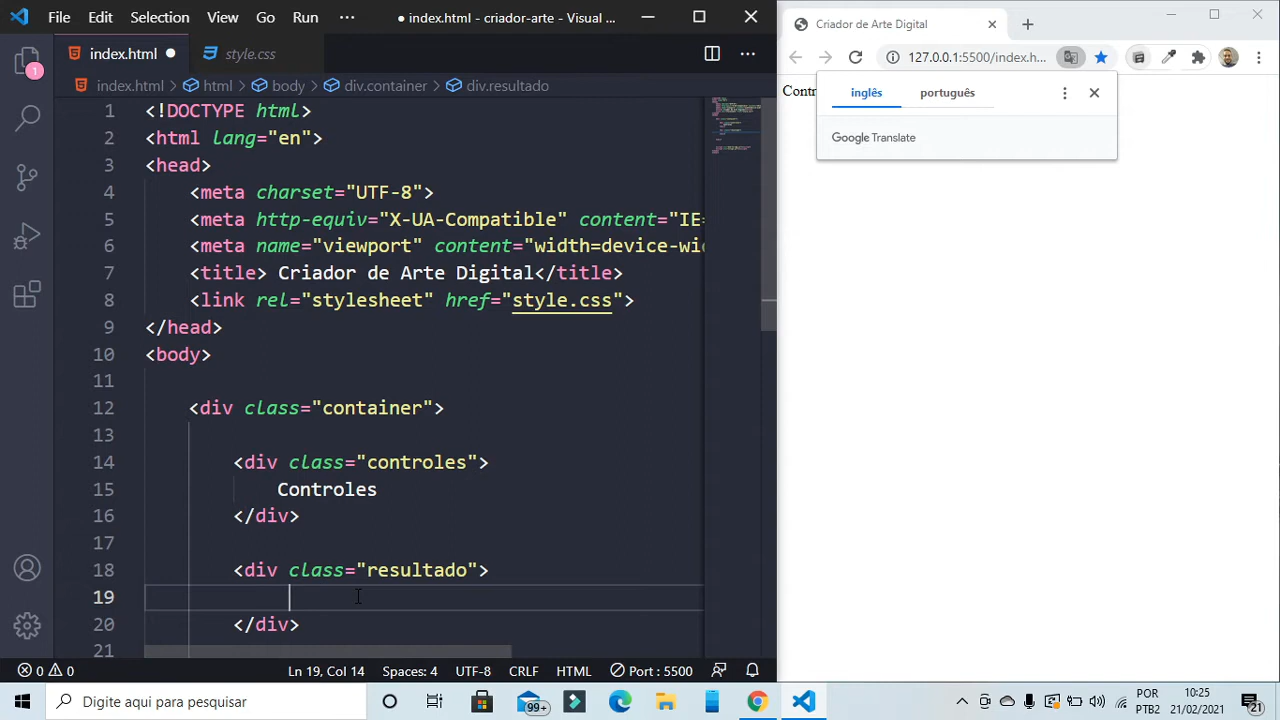 File Edit Selection View Go Run ··· ● index.html - criador-arte - Visual ...
index.html ● style.css
index.html > html > body > div.container > div.resultado
1 <!DOCTYPE html>
2 <html lang="en">
3 <head>
4 <meta charset="UTF-8">
5 <meta http-equiv="X-UA-Compatible" content="IE=
6 <meta name="viewport" content="width=device-wi
7 <title> Criador de Arte Digital</title>
8 <link rel="stylesheet" href="style.css">
9 </head>
10 <body>
11
12 <div class="container">
13
14 <div class="controles">
15 Controles
16 </div>
17
18 <div class="resultado">
19
20 </div>
21
1
0 0 Ln 19, Col 14 Spaces: 4 UTF-8 CRLF HTML Port : 5500
Criador de Arte Digital
127.0.0.1:5500/index.h...
Contr
inglês português
Google Translate
Digite aqui para pesquisar
99+
POR
PTB2
10:25
21/02/2021
21